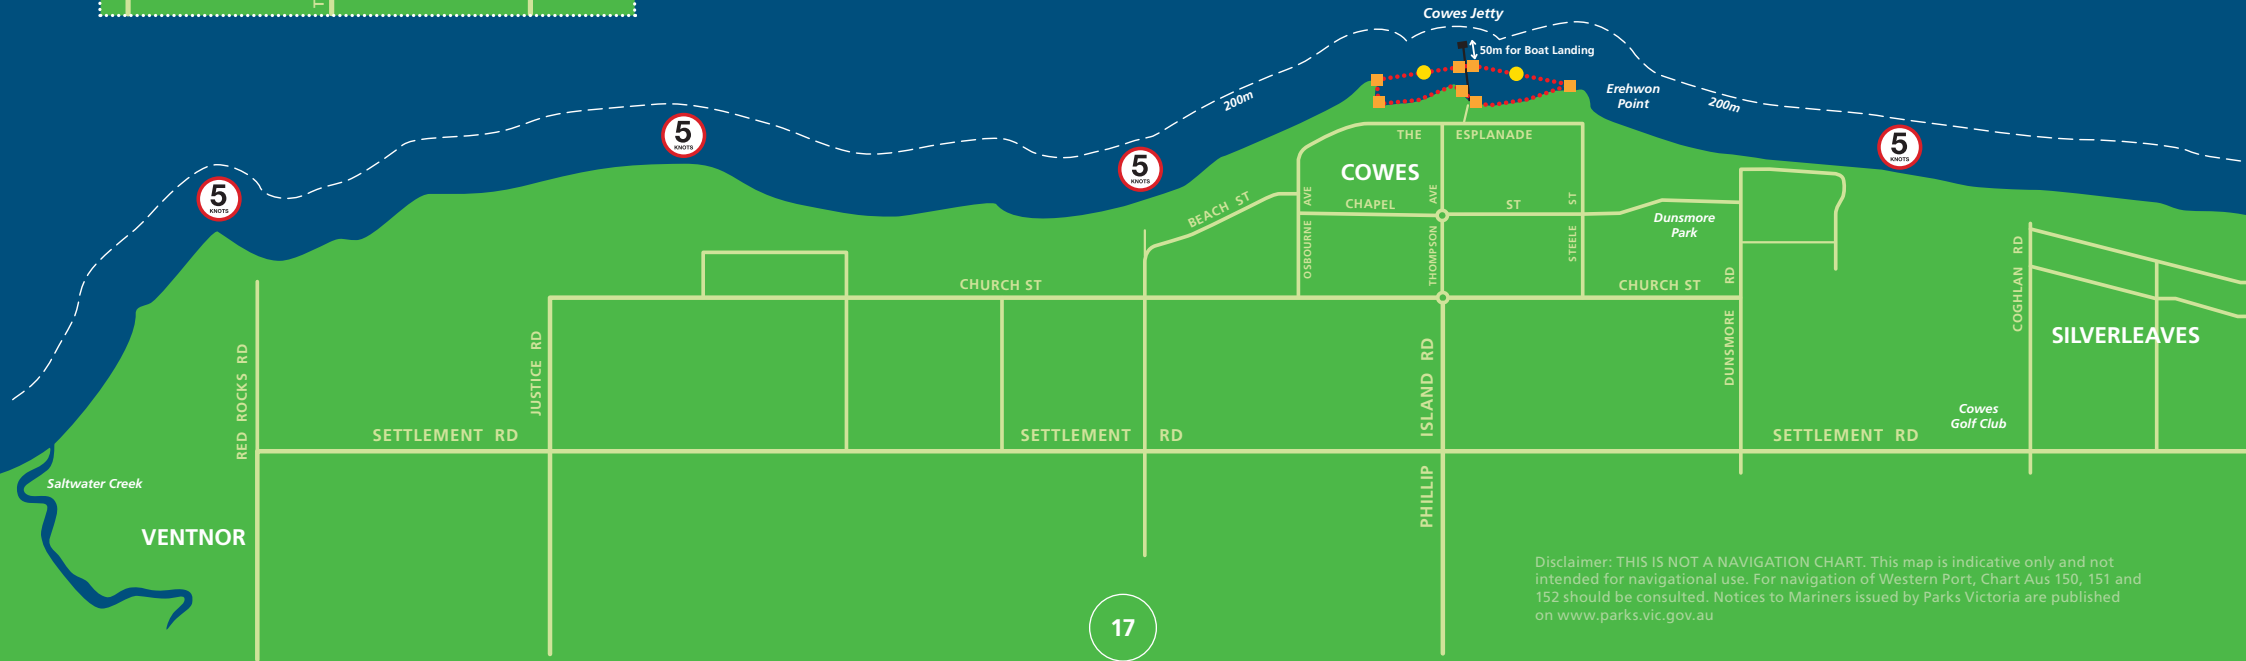 T
Cowes Jetty
50m for Boat Landing
Erehwon
Point
200m
200m
5
KNOTS
5
KNOTS
5
KNOTS
5
KNOTS
THE ESPLANADE
COWES
BEACH ST
OSBOURNE AVE
CHAPEL ST
THOMPSON AVE
STEELE ST
Dunsmore
Park
CHURCH ST
CHURCH ST
DUNSMORE RD
COGHLAN RD
SILVERLEAVES
RED ROCKS RD
JUSTICE RD
PHILLIP ISLAND RD
Cowes
Golf Club
SETTLEMENT RD
SETTLEMENT RD
SETTLEMENT RD
Saltwater Creek
VENTNOR
Disclaimer: THIS IS NOT A NAVIGATION CHART. This map is indicative only and not
intended for navigational use. For navigation of Western Port, Chart Aus 150, 151 and
152 should be consulted. Notices to Mariners issued by Parks Victoria are published
on www.parks.vic.gov.au
17